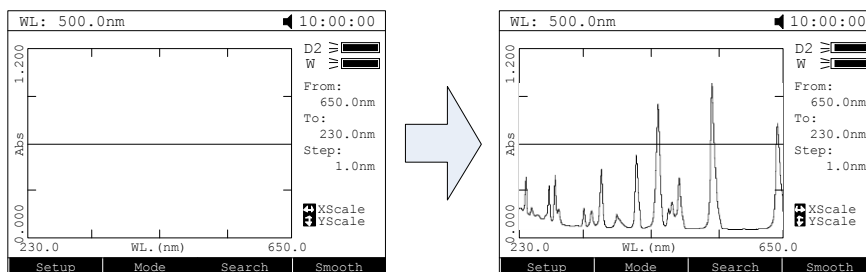 WL: 500.0nm 10:00:00
D2
W
1.200
Abs
0.000
From:
650.0nm
To:
230.0nm
Step:
1.0nm
XScale
YScale
230.0 WL.(nm) 650.0
Setup Mode Search Smooth
WL: 500.0nm 10:00:00
D2
W
1.200
Abs
0.000
From:
650.0nm
To:
230.0nm
Step:
1.0nm
XScale
YScale
230.0 WL.(nm) 650.0
Setup Mode Search Smooth